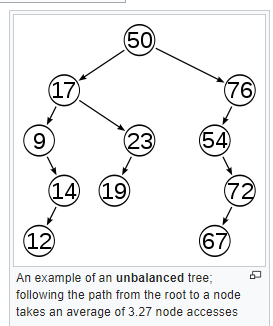 50
17 76
9 23 54
14 19 72
12 67
An example of an unbalanced tree;
following the path from the root to a node
takes an average of 3.27 node accesses